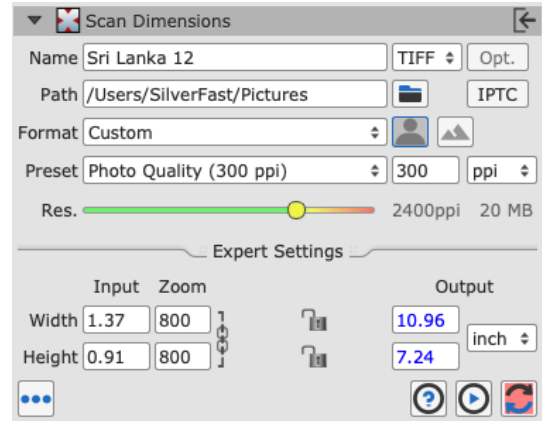 Scan Dimensions
Name Sri Lanka 12 TIFF Opt.
Path /Users/SilverFast/Pictures IPTC
Format Custom
Preset Photo Quality (300 ppi) 300 ppi
Res. 2400ppi 20 MB
Expert Settings
Input Zoom Output
Width 1.37 800 10.96
inch
Height 0.91 800 7.24